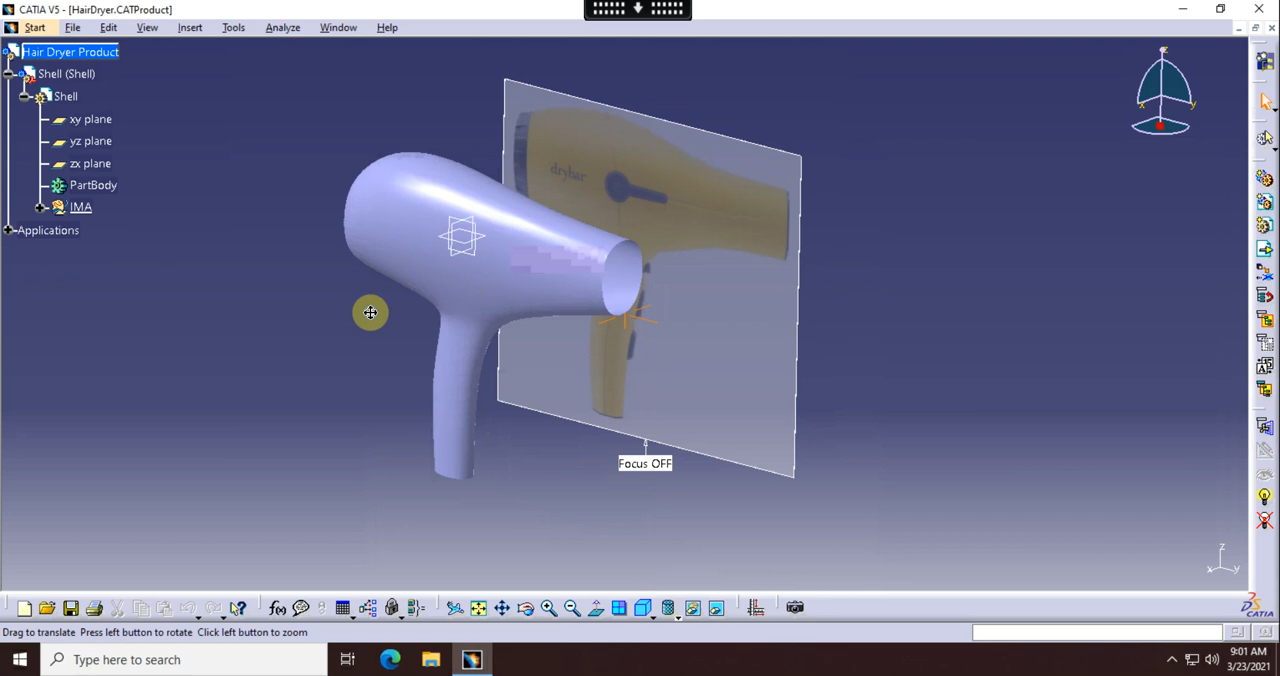 CATIA V5 - [HairDryer.CATProduct]
Start File Edit View Insert Tools Analyze Window Help
Hair Dryer Product
Shell (Shell)
Shell
xy plane
yz plane
zx plane
PartBody
IMA
Applications
drybar
Focus OFF
z
x y
z
x y
f(x)
DS
CATIA
Drag to translate Press left button to rotate Click left button to zoom
Type here to search
9:01 AM
3/23/2021